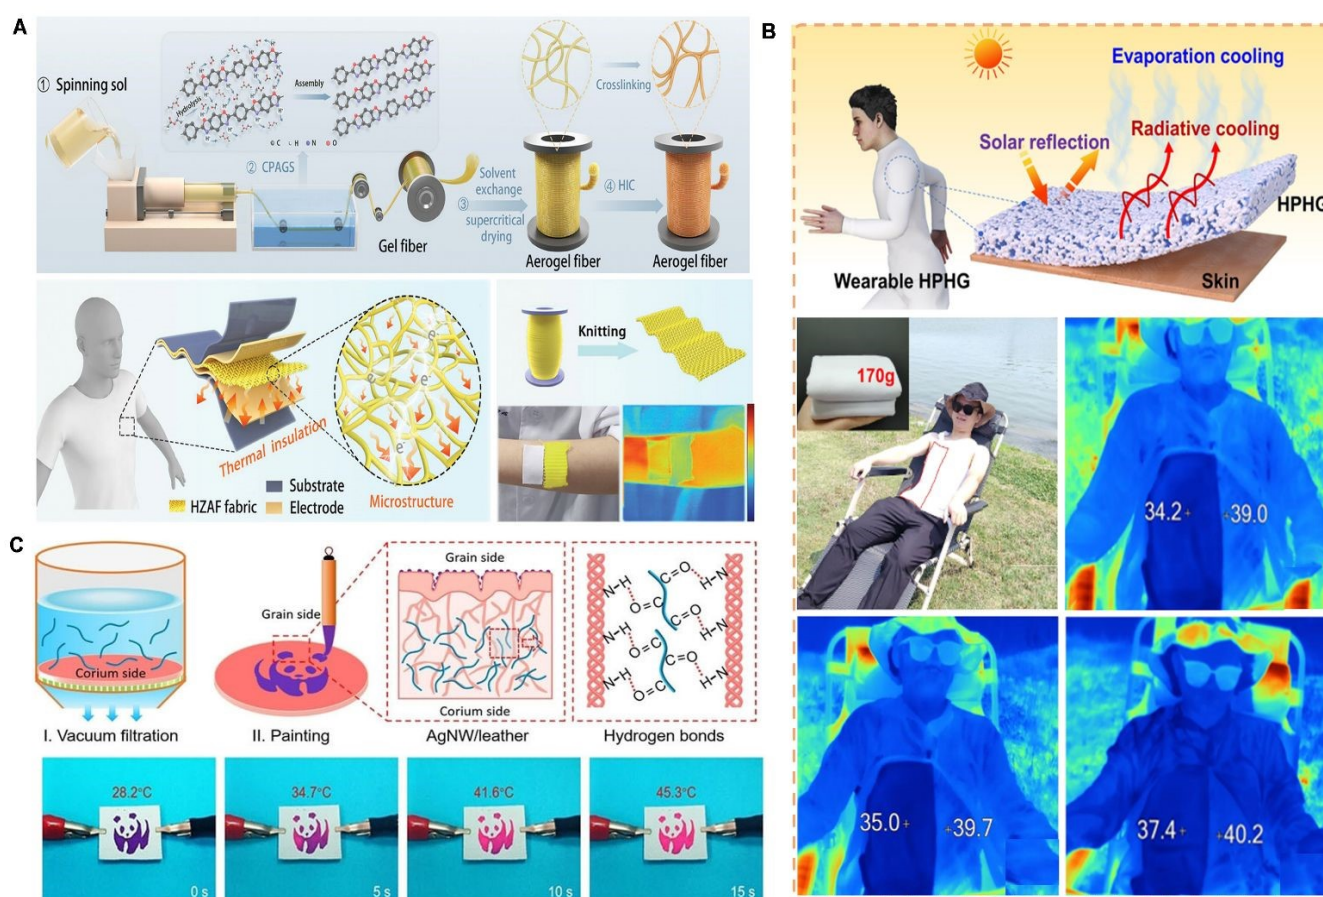 A
① Spinning sol
Hydrolysis
Assembly
C H N O
② CPAGS
Gel fiber
Solvent
exchange
③
supercritical
drying
Crosslinking
④ HIC
Aerogel fiber
Aerogel fiber
Thermal insulation
e⁻
e⁻
e⁻
HZAF fabric
Substrate
Electrode
Microstructure
Knitting
B
Evaporation cooling
Radiative cooling
Solar reflection
HPHG
Wearable HPHG
Skin
170g
34.2+
+39.0
35.0+
+39.7
37.4+
+40.2
C
Corium side
I. Vacuum filtration
Grain side
II. Painting
Grain side
Corium side
AgNW/leather
N-H
O=C
C=O
H-N
C=O
H-N
N-H
O=C
C=O
H-N
N-H
O=C
Hydrogen bonds
28.2°C
0 s
34.7°C
5 s
41.6°C
10 s
45.3°C
15 s